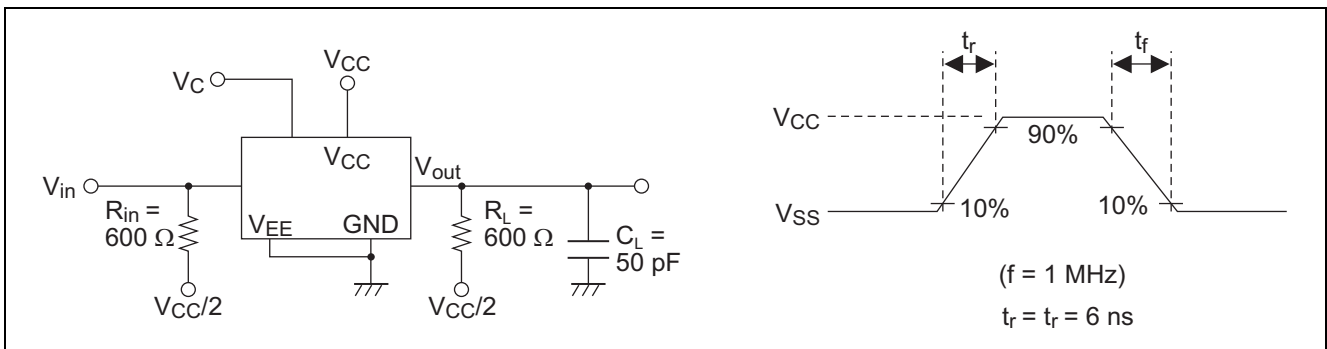 VC
VCC
VCC
Vin
Vout
Rin =
600 Ω
VEE
GND
RL =
600 Ω
CL =
50 pF
VCC/2
VCC/2
tr
tf
VCC
90%
VSS
10%
10%
(f = 1 MHz)
tr = tr = 6 ns